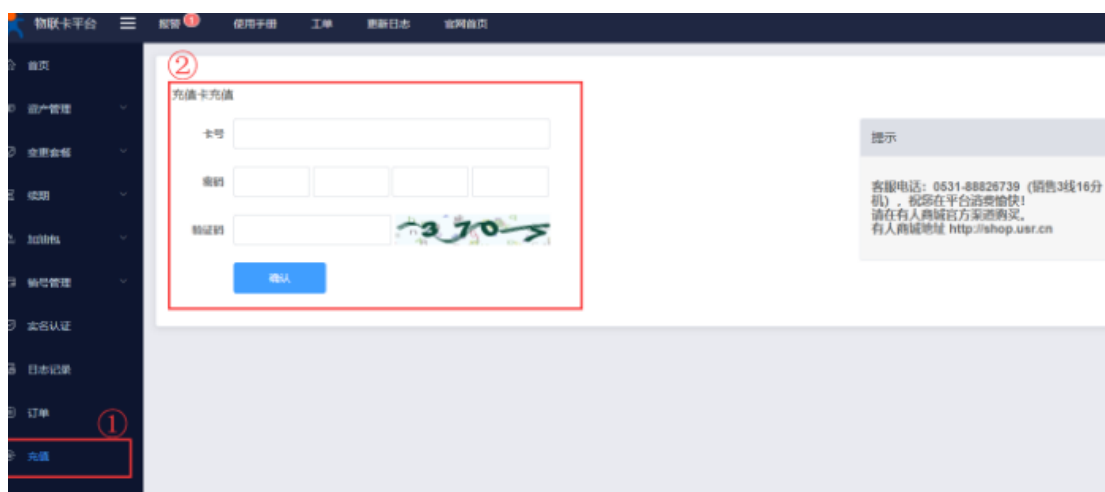 物联卡平台
报警 1 使用手册 工单 更新日志 官网首页
首页
资产管理
变更套餐
续期
加油包
账号管理
实名认证
日志记录
订单
①
充值
②
充值卡充值
卡号
密码
验证码
3705
确认
提示
客服电话：0531-88826739（销售3线16分
机），祝您在平台消费愉快！
请在有人商城官方渠道购买。
有人商城地址 http://shop.usr.cn